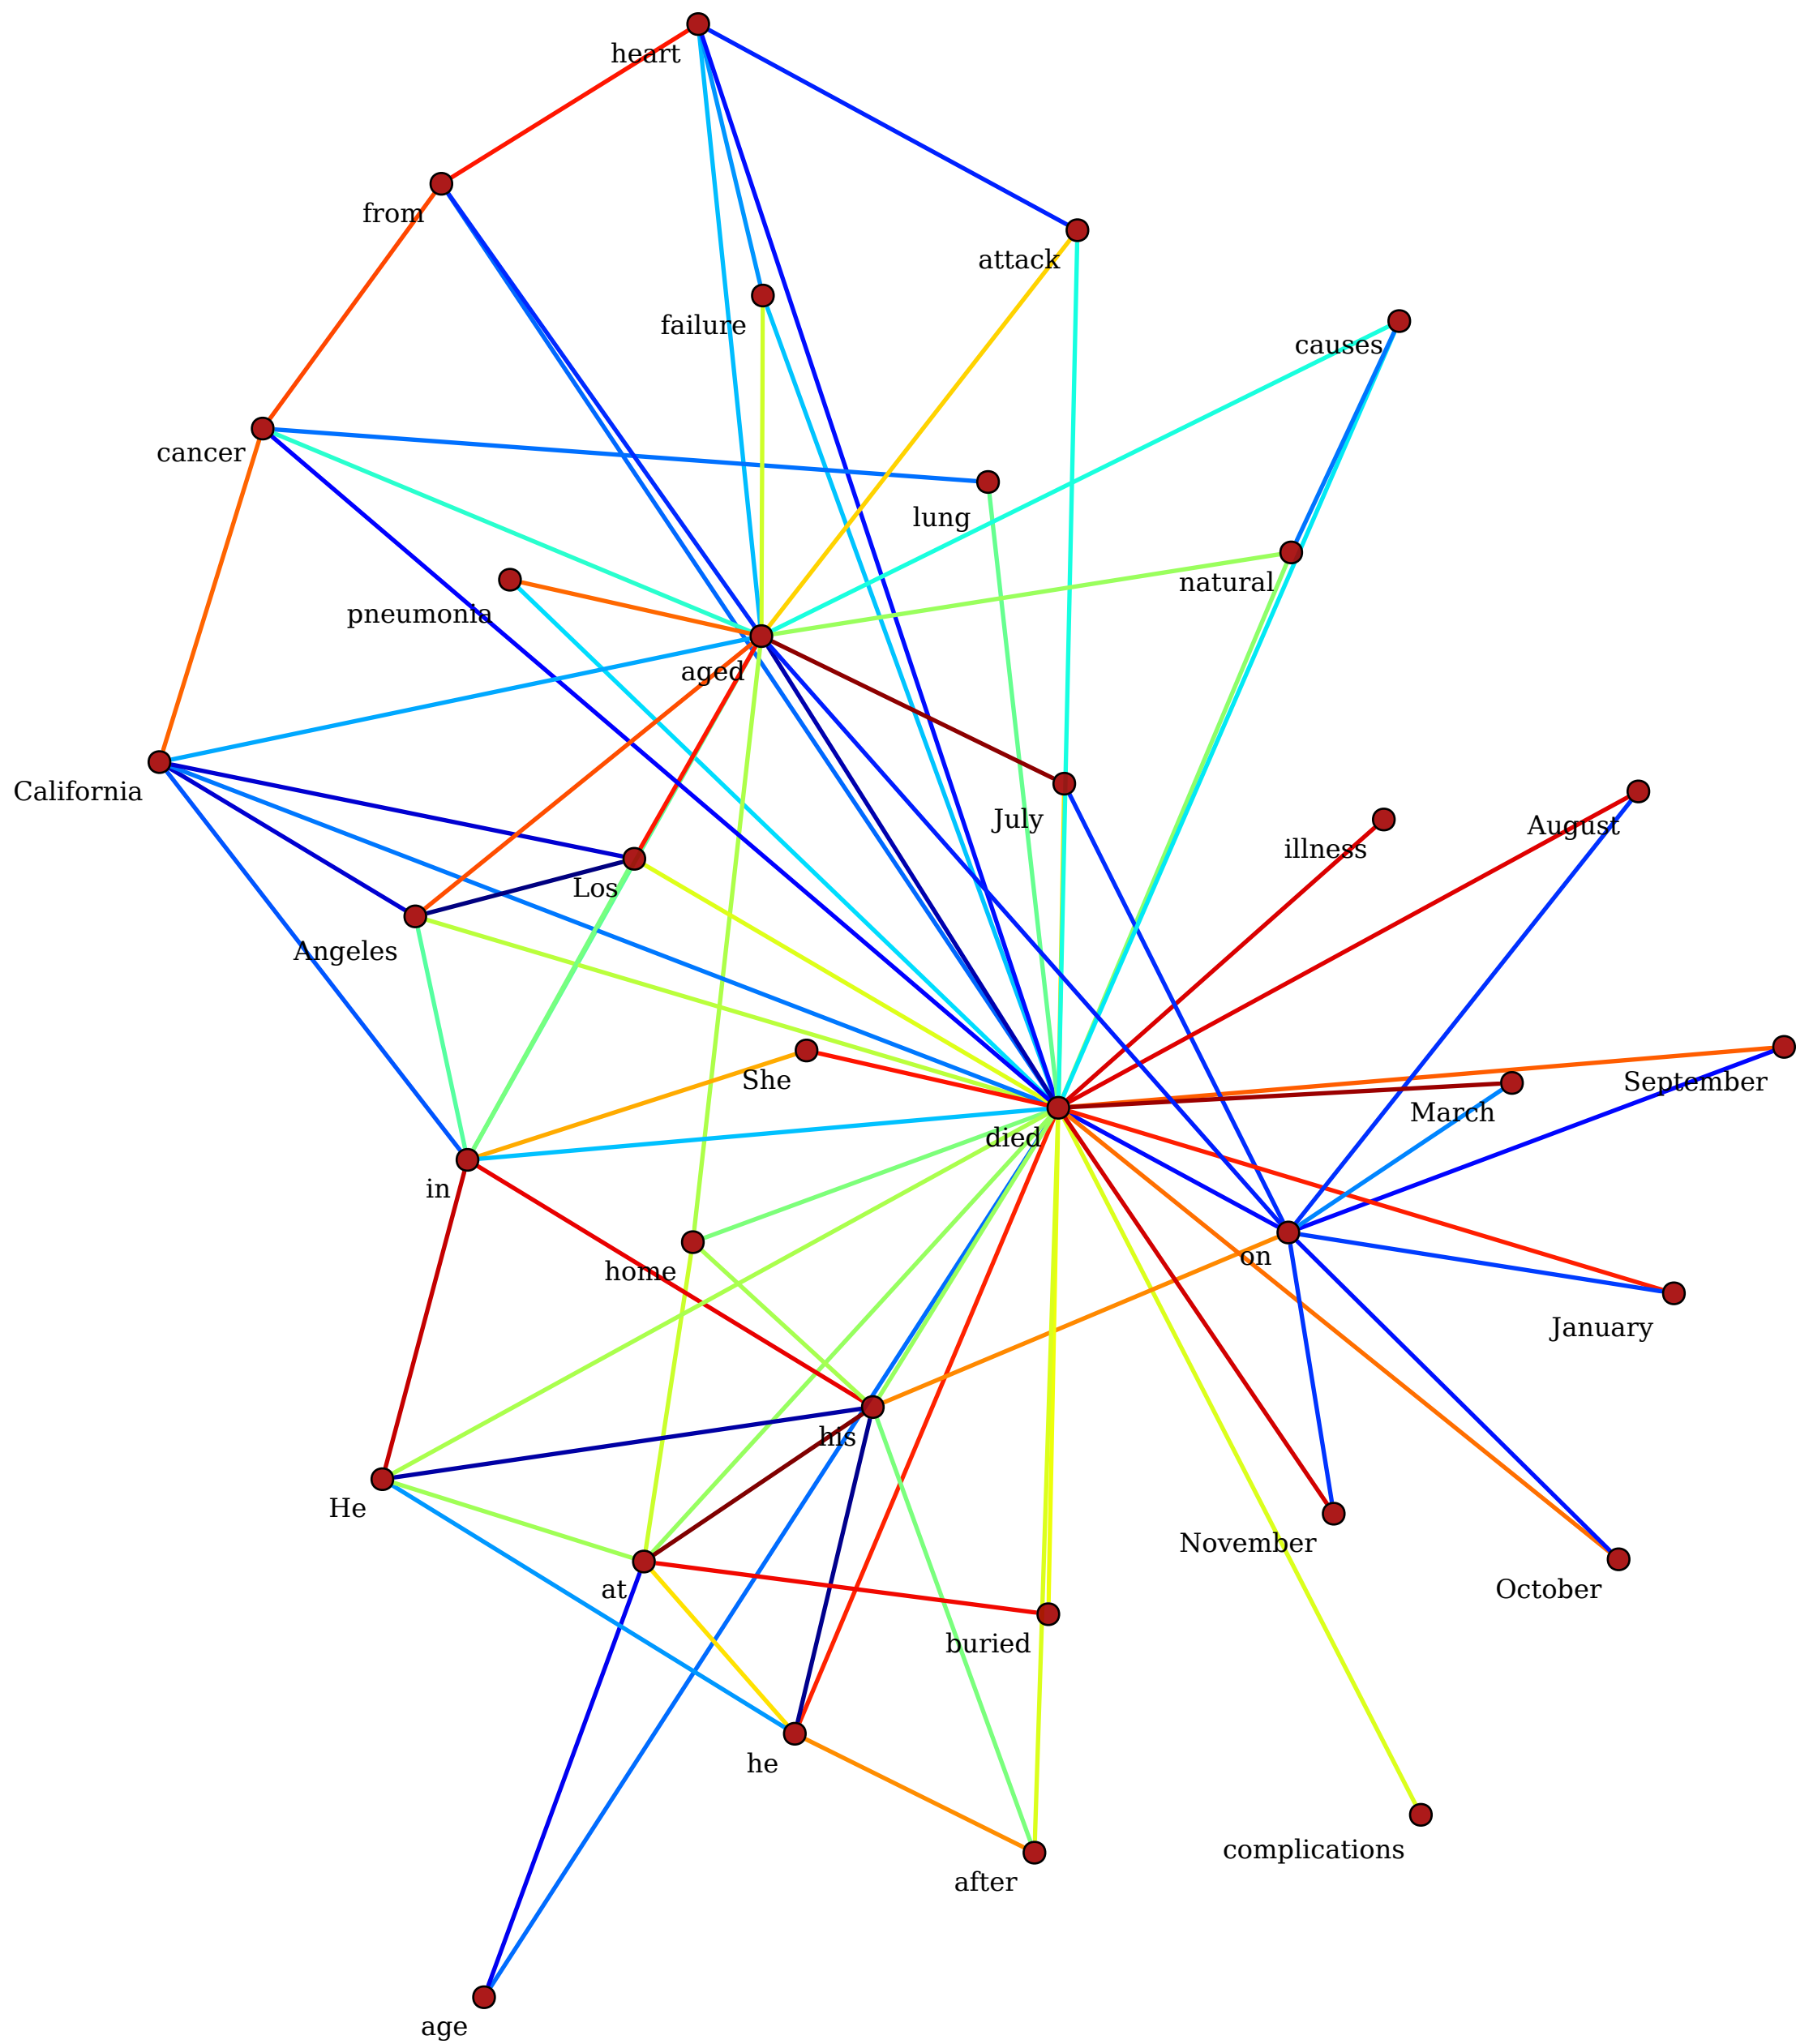 heart
from
attack
failure
causes
cancer
lung
natural
pneumonia
aged
California
July
August
illness
Los
Angeles
She
September
March
died
in
on
home
January
his
He
November
at
October
buried
he
complications
after
age